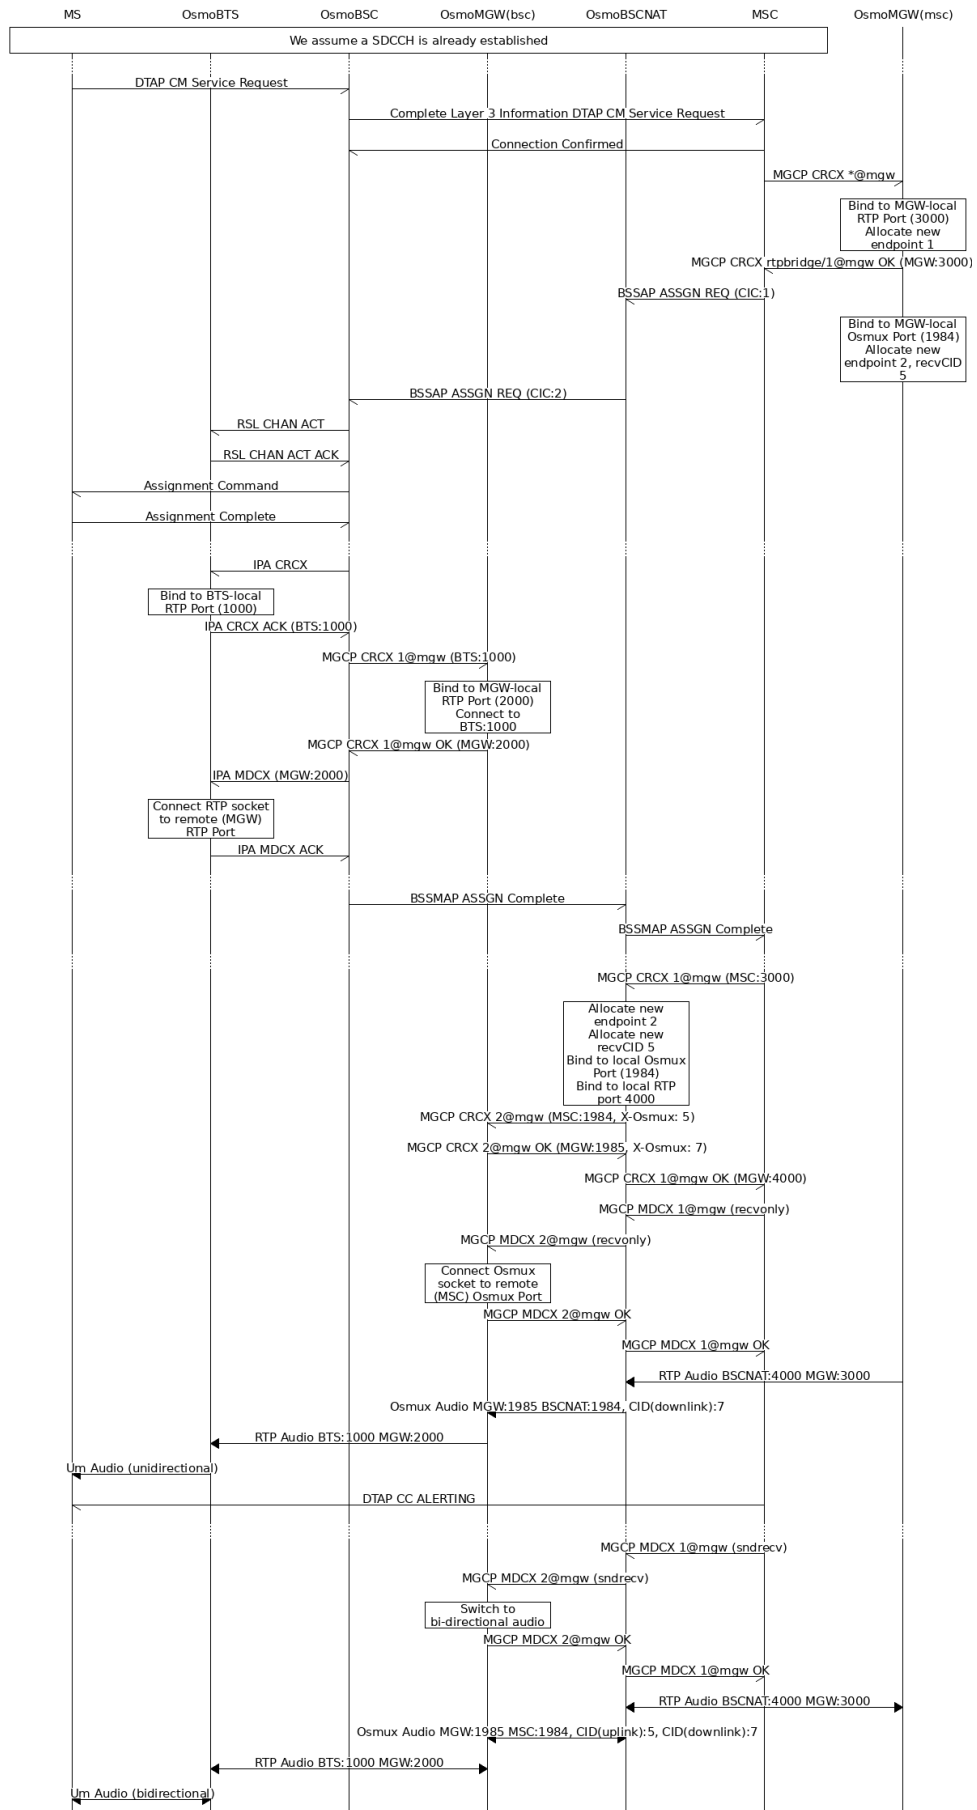 MS OsmoBTS OsmoBSC OsmoMGW(bsc) OsmoBSCNAT MSC OsmoMGW(msc)
We assume a SDCCH is already established
DTAP CM Service Request
Complete Layer 3 Information DTAP CM Service Request
Connection Confirmed
MGCP CRCX *@mgw
Bind to MGW-local
RTP Port (3000)
Allocate new
endpoint 1
MGCP CRCX rtpbridge/1@mgw OK (MGW:3000)
BSSAP ASSGN REQ (CIC:1)
Bind to MGW-local
Osmux Port (1984)
Allocate new
endpoint 2, recvCID
5
BSSAP ASSGN REQ (CIC:2)
RSL CHAN ACT
RSL CHAN ACT ACK
Assignment Command
Assignment Complete
IPA CRCX
Bind to BTS-local
RTP Port (1000)
IPA CRCX ACK (BTS:1000)
MGCP CRCX 1@mgw (BTS:1000)
Bind to MGW-local
RTP Port (2000)
Connect to
BTS:1000
MGCP CRCX 1@mgw OK (MGW:2000)
IPA MDCX (MGW:2000)
Connect RTP socket
to remote (MGW)
RTP Port
IPA MDCX ACK
BSSMAP ASSGN Complete
BSSMAP ASSGN Complete
MGCP CRCX 1@mgw (MSC:3000)
Allocate new
endpoint 2
Allocate new
recvCID 5
Bind to local Osmux
Port (1984)
Bind to local RTP
port 4000
MGCP CRCX 2@mgw (MSC:1984, X-Osmux: 5)
MGCP CRCX 2@mgw OK (MGW:1985, X-Osmux: 7)
MGCP CRCX 1@mgw OK (MGW:4000)
MGCP MDCX 1@mgw (recvonly)
MGCP MDCX 2@mgw (recvonly)
Connect Osmux
socket to remote
(MSC) Osmux Port
MGCP MDCX 2@mgw OK
MGCP MDCX 1@mgw OK
RTP Audio BSCNAT:4000 MGW:3000
Osmux Audio MGW:1985 BSCNAT:1984, CID(downlink):7
RTP Audio BTS:1000 MGW:2000
Um Audio (unidirectional)
DTAP CC ALERTING
MGCP MDCX 1@mgw (sndrecv)
MGCP MDCX 2@mgw (sndrecv)
Switch to
bi-directional audio
MGCP MDCX 2@mgw OK
MGCP MDCX 1@mgw OK
RTP Audio BSCNAT:4000 MGW:3000
Osmux Audio MGW:1985 MSC:1984, CID(uplink):5, CID(downlink):7
RTP Audio BTS:1000 MGW:2000
Um Audio (bidirectional)